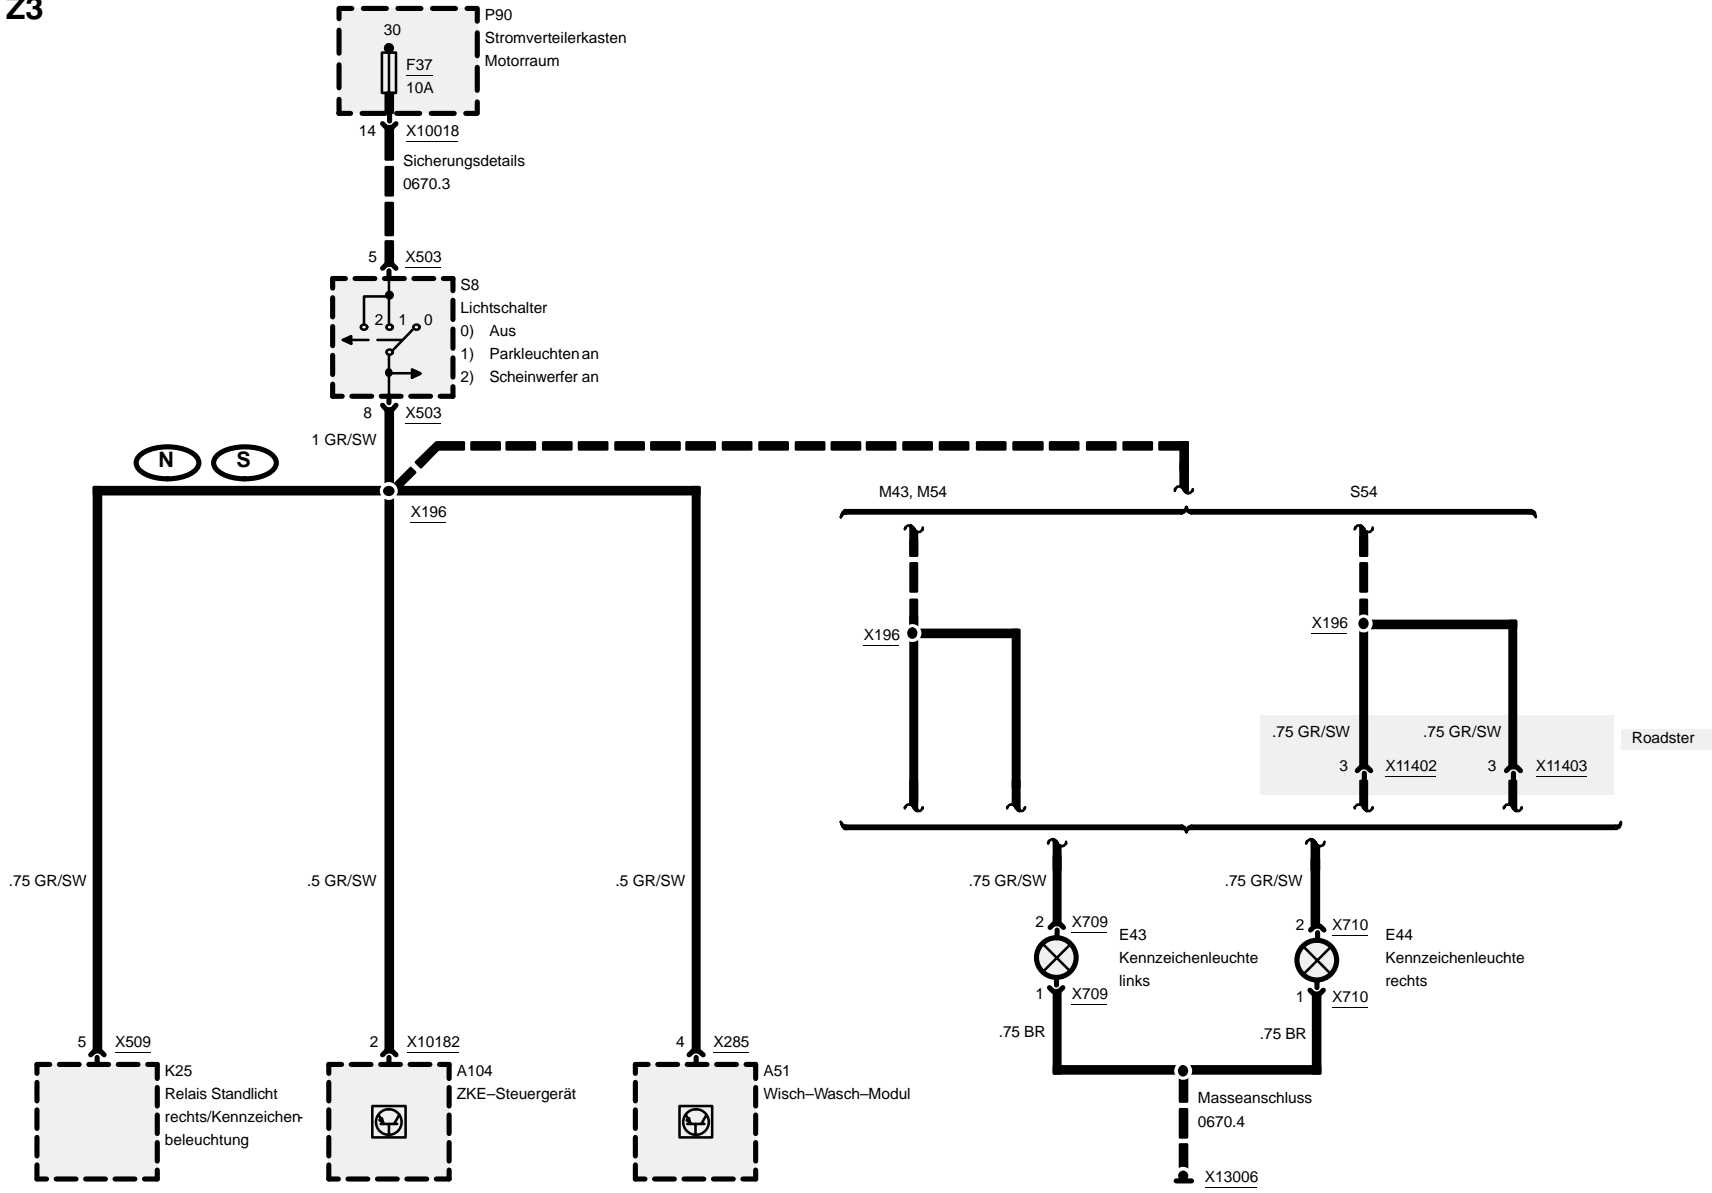 Z3
P90
30
Stromverteilerkasten
Motorraum
F37
10A
14
X10018
Sicherungsdetails
0670.3
5
X503
S8
Lichtschalter
2
1
0
0) Aus
1) Parkleuchten an
2) Scheinwerfer an
8
X503
1 GR/SW
N
S
M43, M54
S54
X196
X196
X196
.75 GR/SW
.75 GR/SW
Roadster
3
X11402
3
X11403
.75 GR/SW
.5 GR/SW
.5 GR/SW
.75 GR/SW
.75 GR/SW
2
X709
E43
Kennzeichenleuchte
links
1
X709
2
X710
E44
Kennzeichenleuchte
rechts
1
X710
.75 BR
.75 BR
5
X509
K25
Relais Standlicht
rechts/Kennzeichen-
beleuchtung
2
X10182
A104
ZKE–Steuergerät
4
X285
A51
Wisch–Wasch–Modul
Masseanschluss
0670.4
X13006